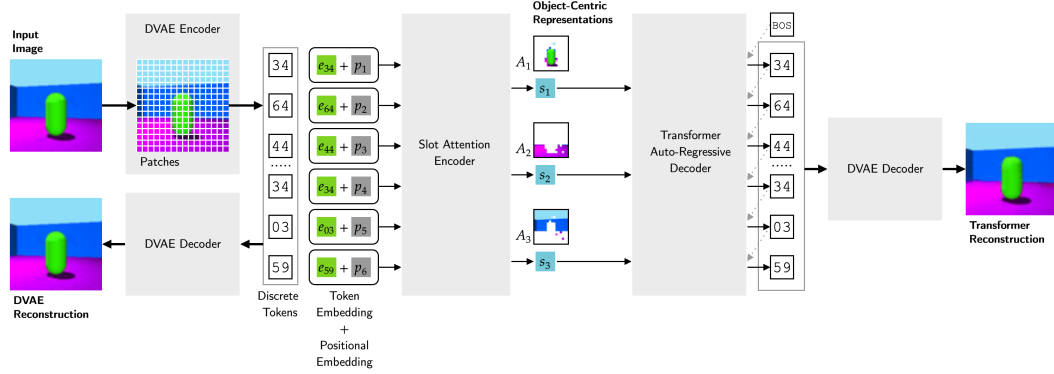 Input
Image
DVAE Encoder
Patches
DVAE Decoder
DVAE
Reconstruction
34
64
44
.....
34
03
59
Discrete
Tokens
e34 + p1
e64 + p2
e44 + p3
e34 + p4
e03 + p5
e59 + p6
Token
Embedding
+
Positional
Embedding
Slot Attention
Encoder
Object-Centric
Representations
A1
s1
A2
s2
A3
s3
Transformer
Auto-Regressive
Decoder
BOS
34
64
44
.....
34
03
59
DVAE Decoder
Transformer
Reconstruction